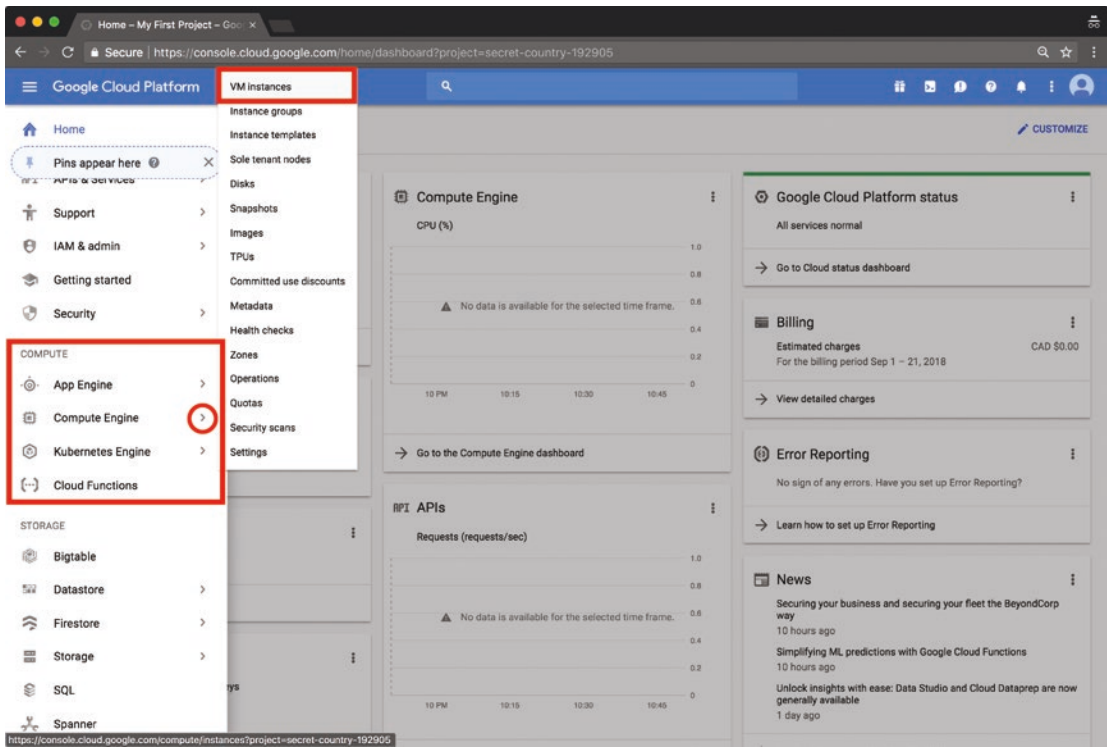 Home – My First Project – Goo
Secure | https://console.cloud.google.com/home/dashboard?project=secret-country-192905
Google Cloud Platform
Home
Pins appear here
APIs & Services
Support
IAM & admin
Getting started
Security
COMPUTE
App Engine
Compute Engine
Kubernetes Engine
Cloud Functions
STORAGE
Bigtable
Datastore
Firestore
Storage
SQL
Spanner
https://console.cloud.google.com/compute/instances?project=secret-country-192905
VM instances
Instance groups
Instance templates
Sole tenant nodes
Disks
Snapshots
Images
TPUs
Committed use discounts
Metadata
Health checks
Zones
Operations
Quotas
Security scans
Settings
ys
CUSTOMIZE
Compute Engine
CPU (%)
1.0
0.8
No data is available for the selected time frame.
0.6
0.4
0.2
0
10 PM 10:15 10:30 10:45
Go to the Compute Engine dashboard
API APIs
Requests (requests/sec)
1.0
0.8
No data is available for the selected time frame.
0.6
0.4
0.2
0
10 PM 10:15 10:30 10:45
Google Cloud Platform status
All services normal
Go to Cloud status dashboard
Billing
Estimated charges CAD $0.00
For the billing period Sep 1 – 21, 2018
View detailed charges
Error Reporting
No sign of any errors. Have you set up Error Reporting?
Learn how to set up Error Reporting
News
Securing your business and securing your fleet the BeyondCorp
way
10 hours ago
Simplifying ML predictions with Google Cloud Functions
10 hours ago
Unlock insights with ease: Data Studio and Cloud Dataprep are now
generally available
1 day ago